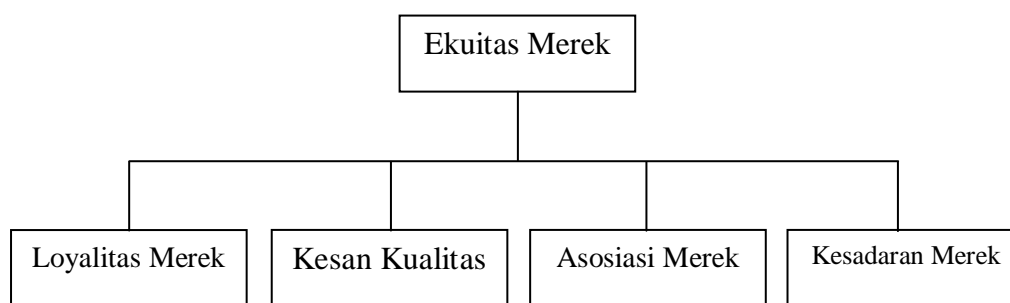 Ekuitas Merek
Loyalitas Merek
Kesan Kualitas
Asosiasi Merek
Kesadaran Merek